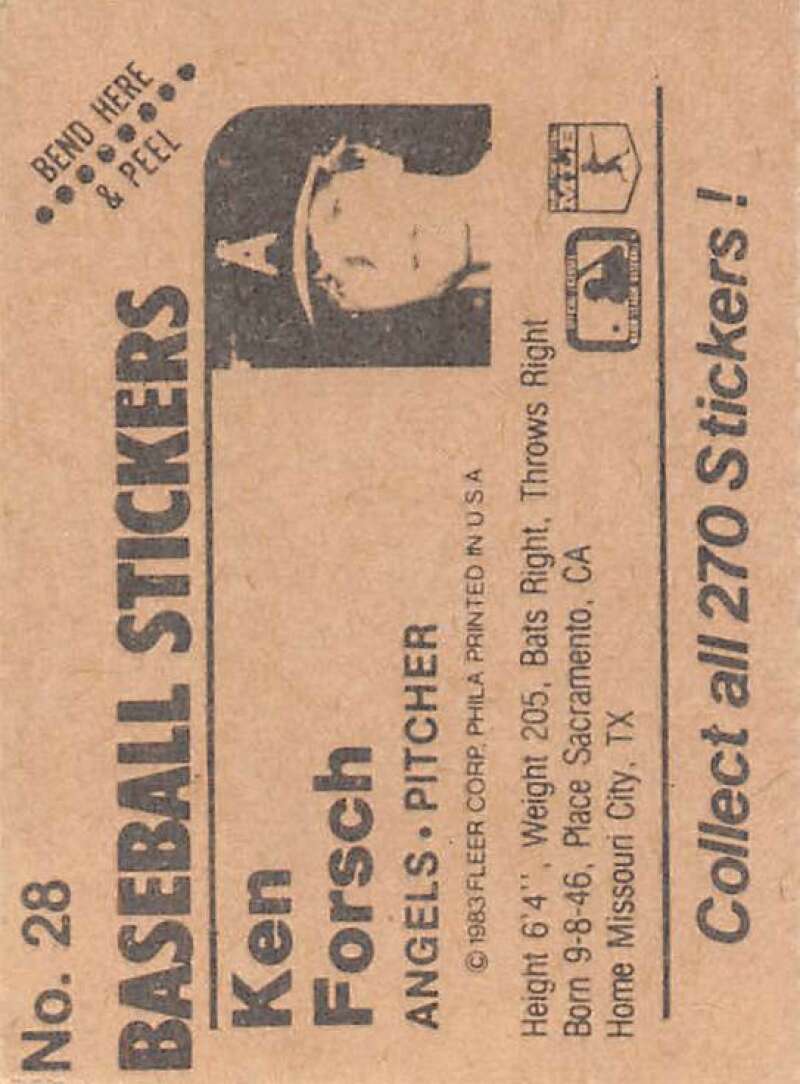 No. 28
BEND HERE
& PEEL
BASEBALL STICKERS
A
Ken
Forsch
ANGELS • PITCHER
© 1983 FLEER CORP. PHILA PRINTED IN U S A
Height 6'4'', Weight 205, Bats Right, Throws Right
Born 9-8-46, Place Sacramento, CA
Home Missouri City, TX
Collect all 270 Stickers!